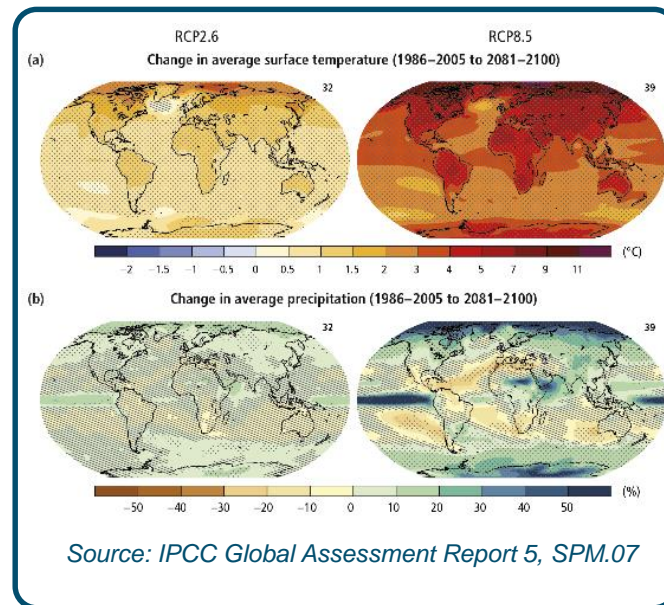 RCP2.6 RCP8.5
(a) Change in average surface temperature (1986–2005 to 2081–2100)
32 39
(°C)
−2 −1.5 −1 −0.5 0 0.5 1 1.5 2 3 4 5 7 9 11
(b) Change in average precipitation (1986–2005 to 2081–2100)
32 39
(%)
−50 −40 −30 −20 −10 0 10 20 30 40 50
Source: IPCC Global Assessment Report 5, SPM.07